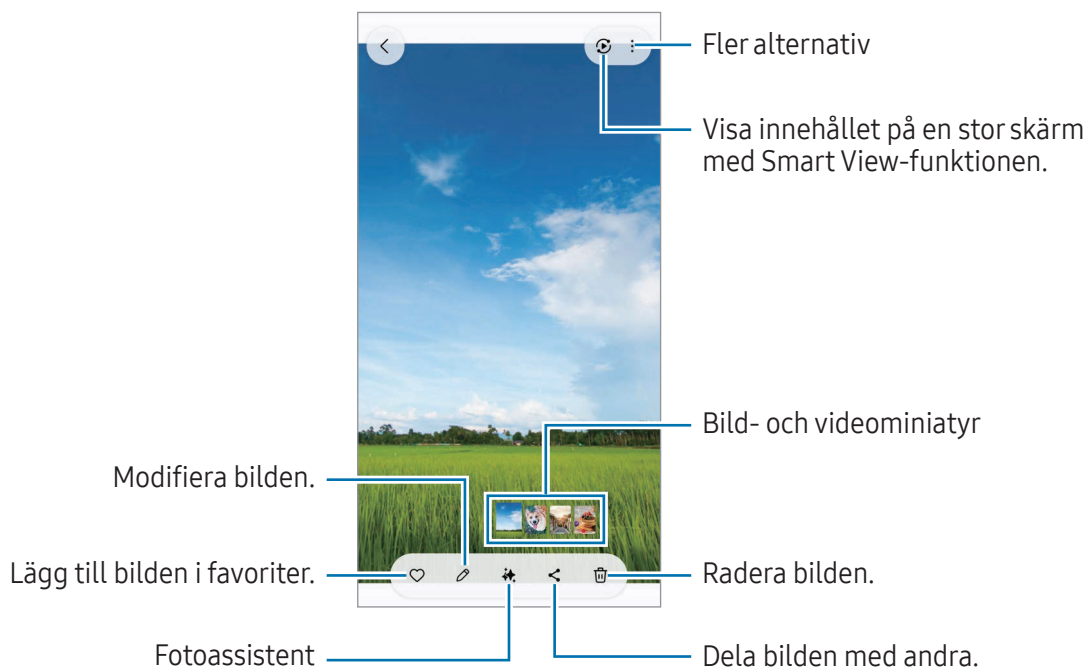 Fler alternativ
Visa innehållet på en stor skärm
med Smart View-funktionen.
Bild- och videominiatyr
Modifiera bilden.
Lägg till bilden i favoriter.
Radera bilden.
Fotoassistent
Dela bilden med andra.